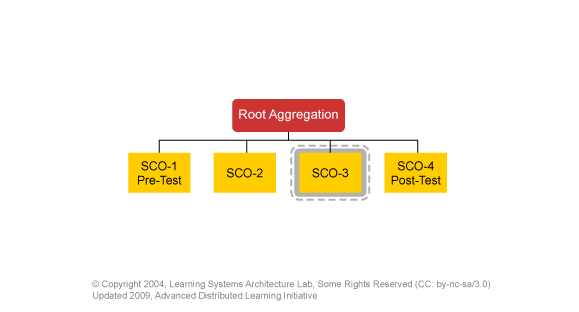 Root Aggregation
SCO-1
Pre-Test
SCO-2
SCO-3
SCO-4
Post-Test
© Copyright 2004, Learning Systems Architecture Lab, Some Rights Reserved (CC: by-nc-sa/3.0)
Updated 2009, Advanced Distributed Learning Initiative